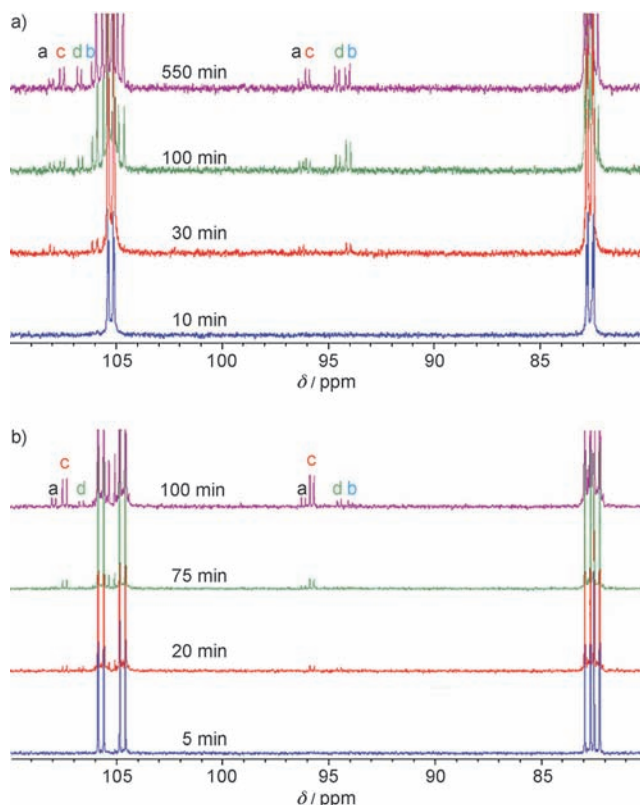 a)
a c d b a c d b
550 min
100 min
30 min
10 min
105 100 95 90 85
δ / ppm
b)
c c
a d a d b
100 min
75 min
20 min
5 min
105 100 95 90 85
δ / ppm